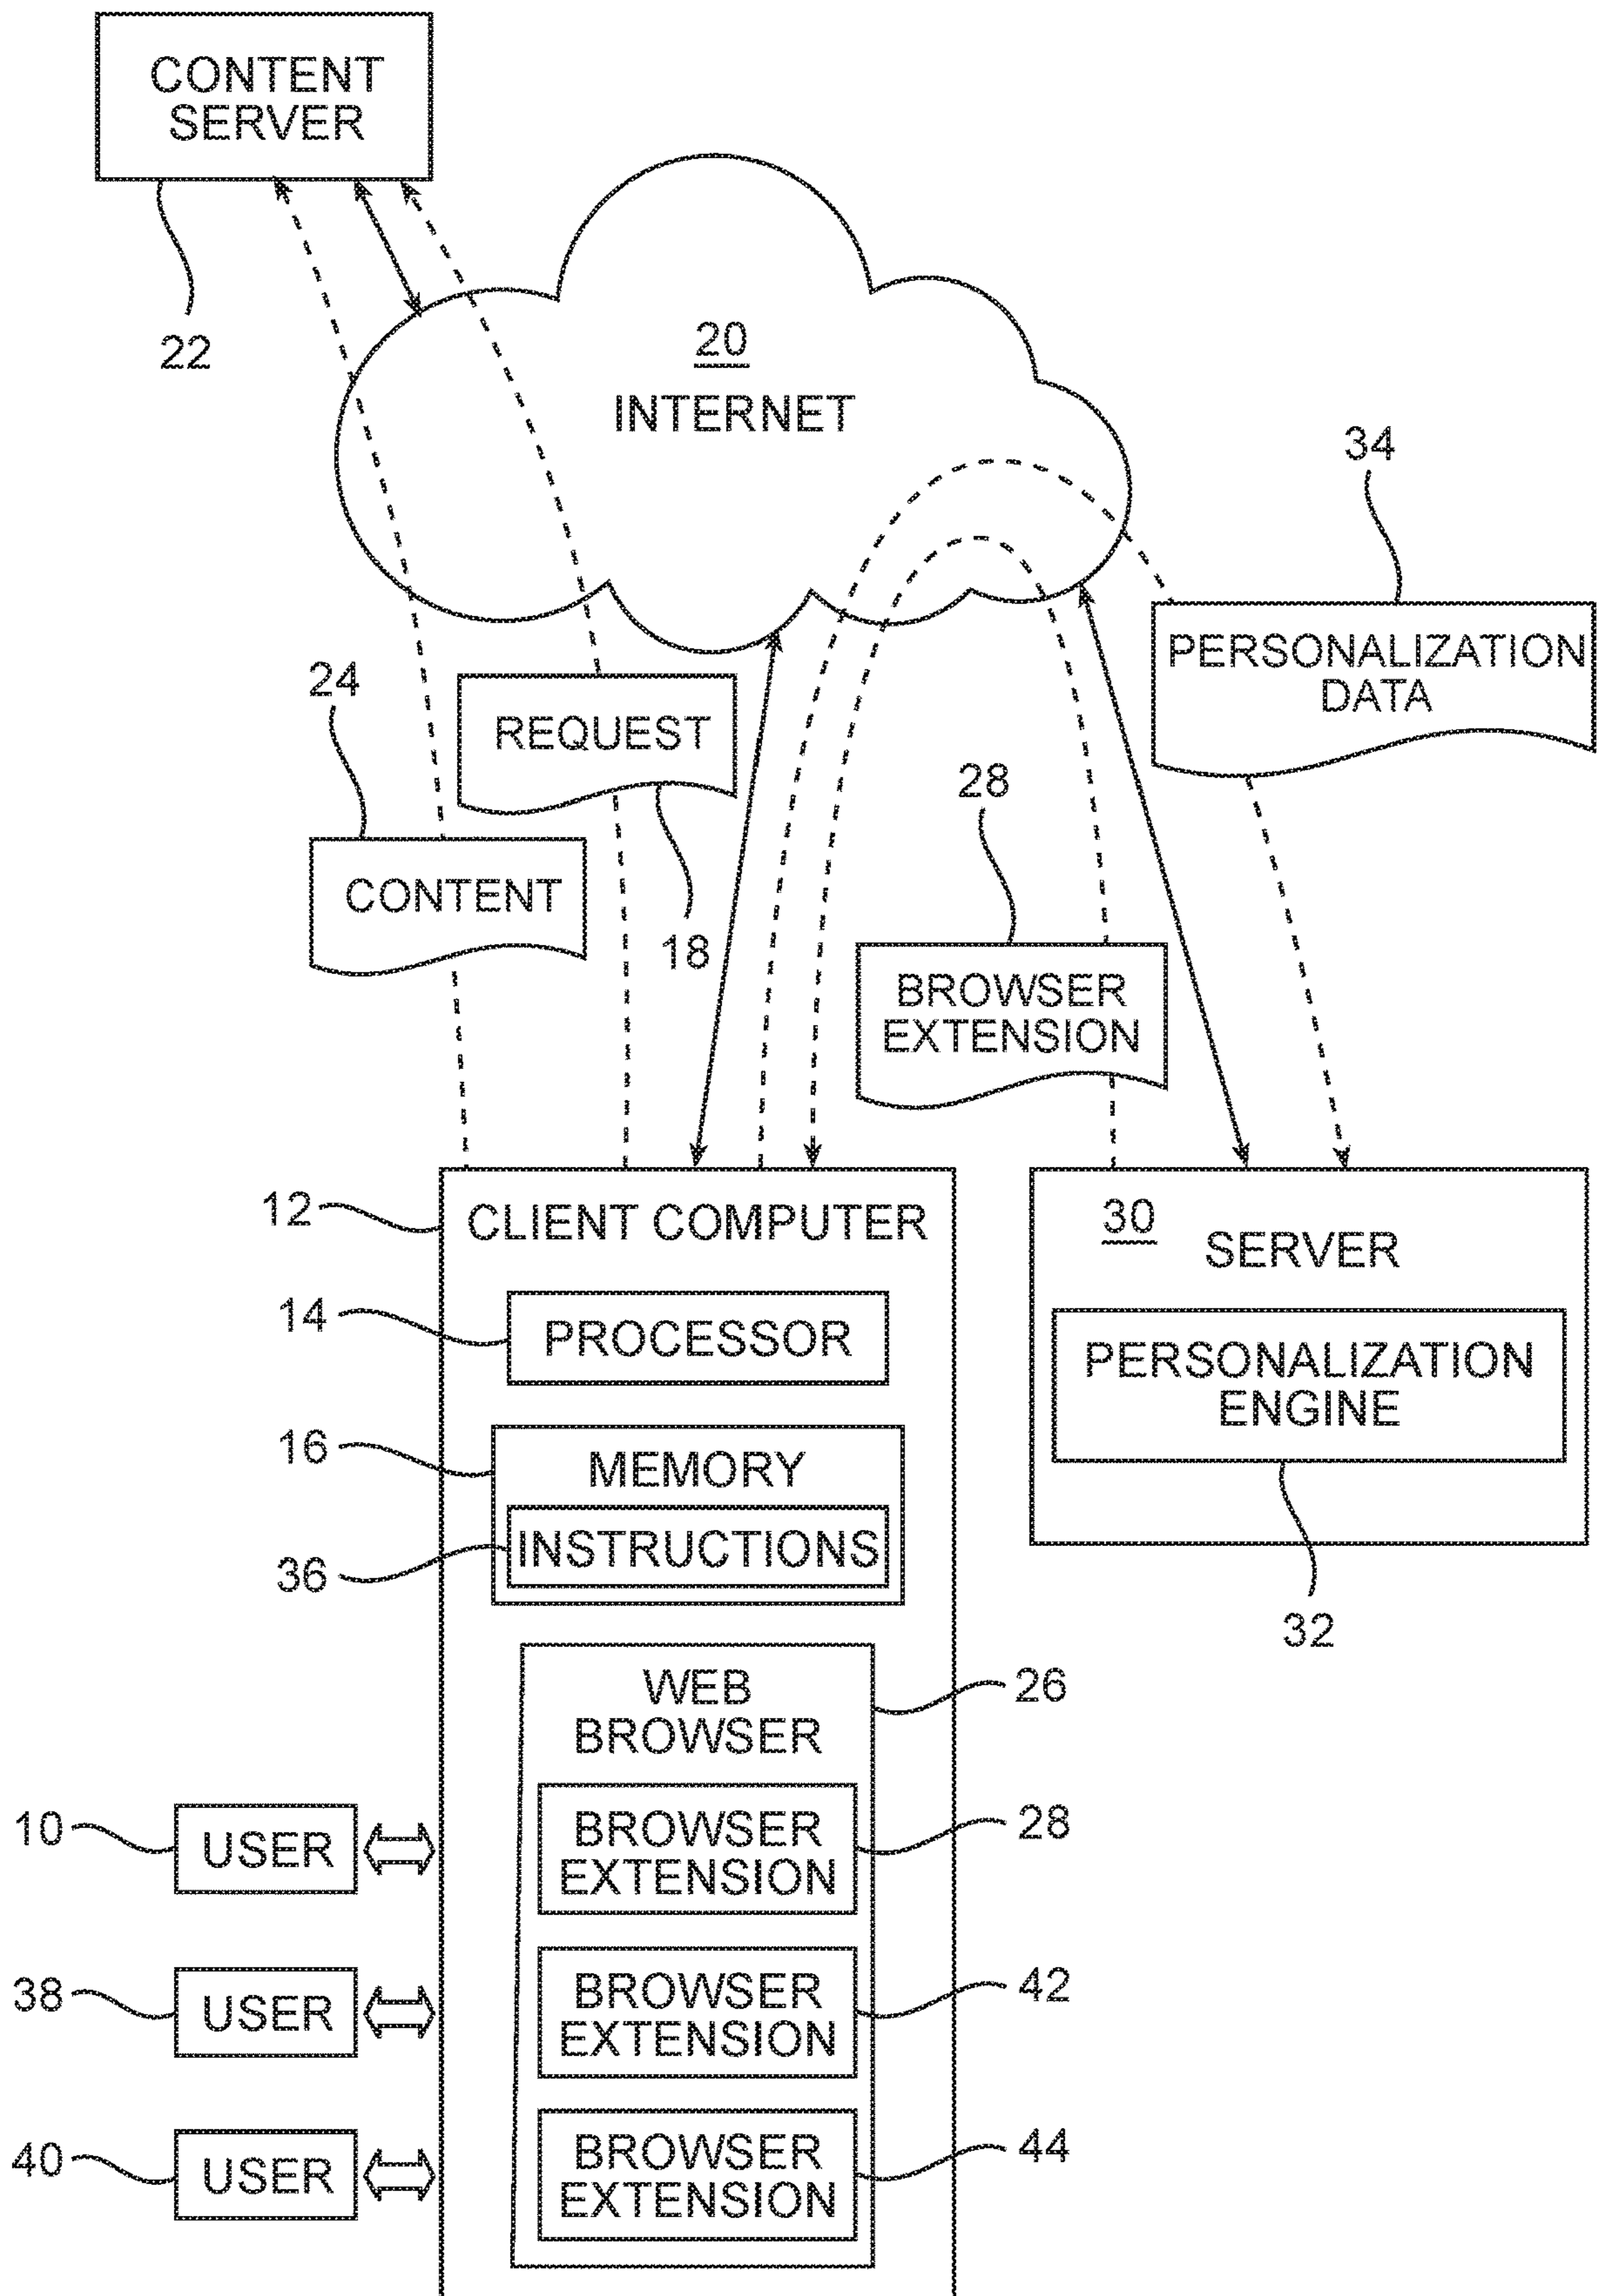 CONTENT
SERVER
22
20
INTERNET
34
PERSONALIZATION
DATA
24
REQUEST
28
CONTENT
18
BROWSER
EXTENSION
12
CLIENT COMPUTER
30
SERVER
14
PROCESSOR
PERSONALIZATION
ENGINE
16
MEMORY
INSTRUCTIONS
36
32
WEB
BROWSER
26
10
USER
BROWSER
EXTENSION
28
38
USER
BROWSER
EXTENSION
42
40
USER
BROWSER
EXTENSION
44